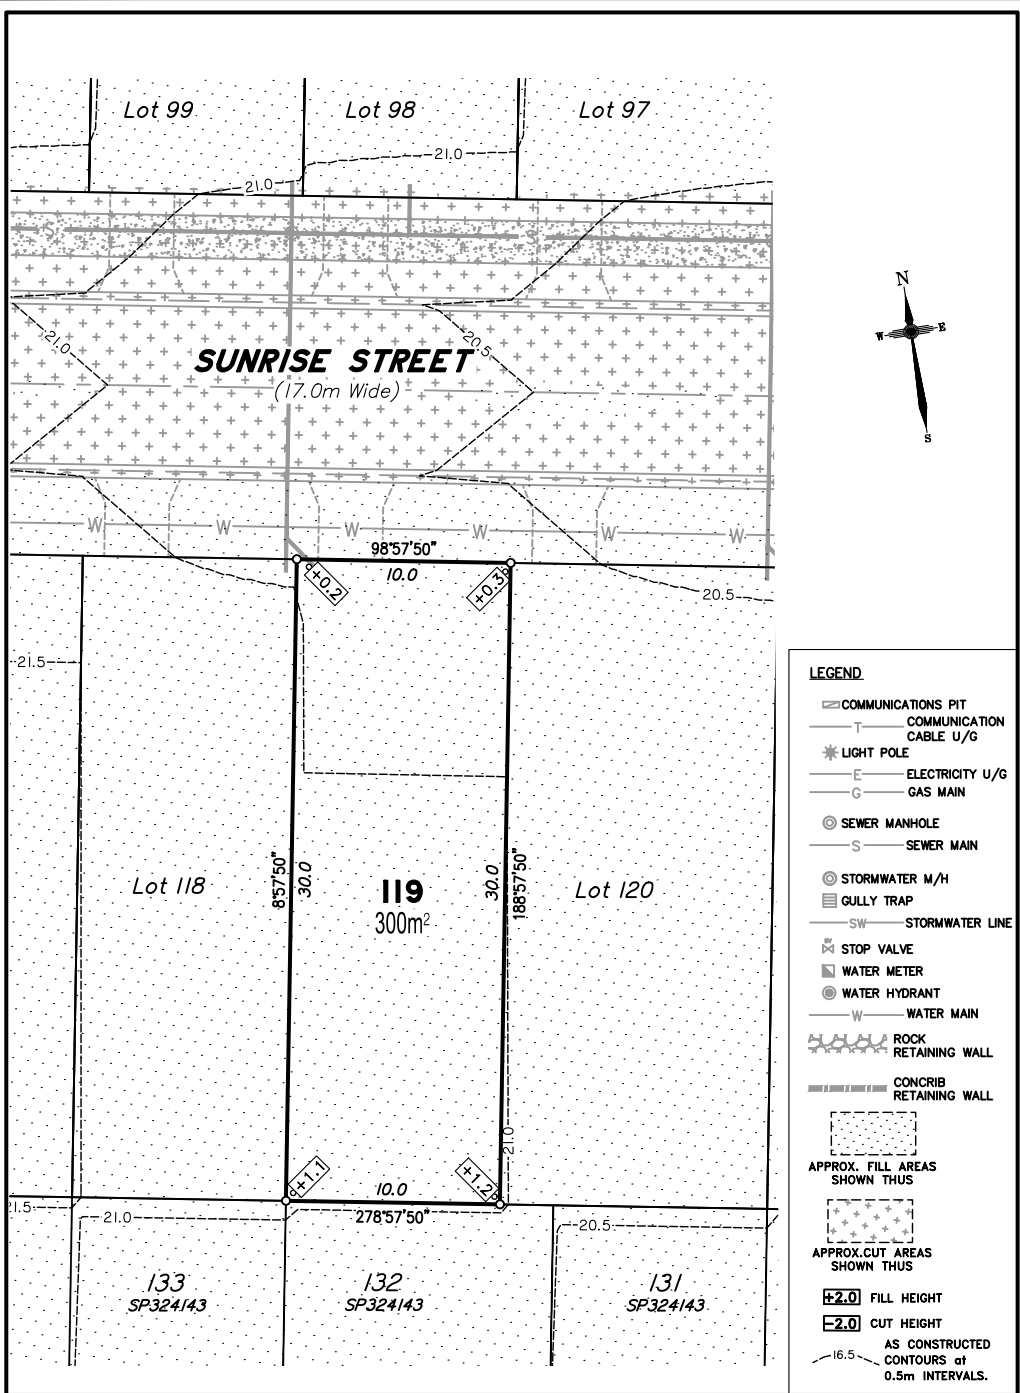 Lot 99
Lot 98
Lot 97
21.0
21.0
S
S
N
W
E
S
21.0
20.5
SUNRISE STREET
(17.0m Wide)
W
W
W
W
W
W
98°57'50"
10.0
+0.2
+0.3
20.5
21.5
8°57'50"
30.0
30.0
188°57'50"
Lot 118
119
300m²
Lot 120
21.0
+1.1
+1.2
10.0
278°57'50"
21.5
21.0
20.5
133
SP324143
132
SP324143
131
SP324143
LEGEND
COMMUNICATIONS PIT
T
COMMUNICATION
CABLE U/G
LIGHT POLE
E ELECTRICITY U/G
G GAS MAIN
SEWER MANHOLE
S SEWER MAIN
STORMWATER M/H
GULLY TRAP
SW STORMWATER LINE
SV
STOP VALVE
WATER METER
WATER HYDRANT
W WATER MAIN
ROCK
RETAINING WALL
CONCRIB
RETAINING WALL
APPROX. FILL AREAS
SHOWN THUS
APPROX.CUT AREAS
SHOWN THUS
+2.0 FILL HEIGHT
-2.0 CUT HEIGHT
16.5
AS CONSTRUCTED
CONTOURS at
0.5m INTERVALS.